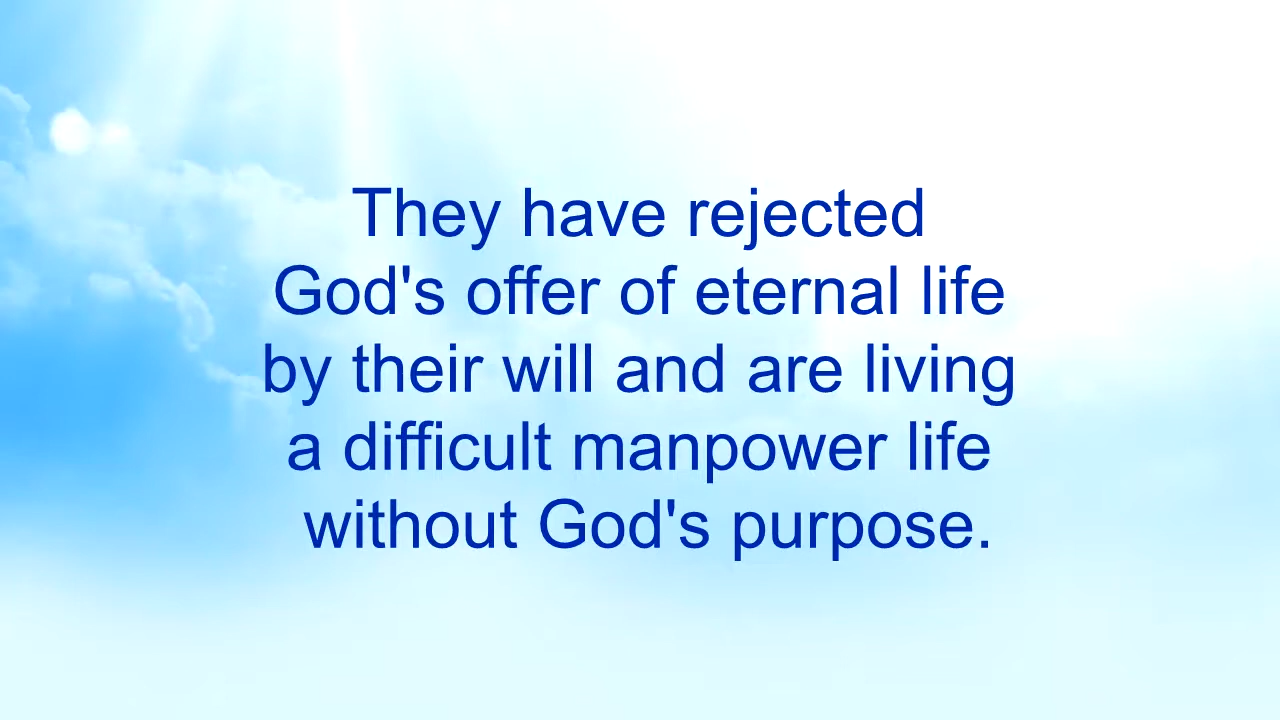 They have rejected
God's offer of eternal life
by their will and are living
a difficult manpower life
without God's purpose.